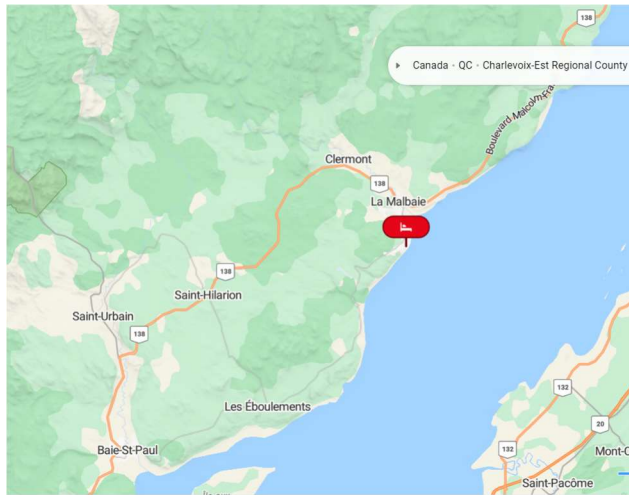 138
Canada • QC • Charlevoix-Est Regional County
Boulevard Malcolm-Fra
Clermont
138
La Malbaie
138
Saint-Hilarion
Saint-Urbain
138
132
Les Éboulements
20
Baie-St-Paul
132
Mont-C
Saint-Pacôme